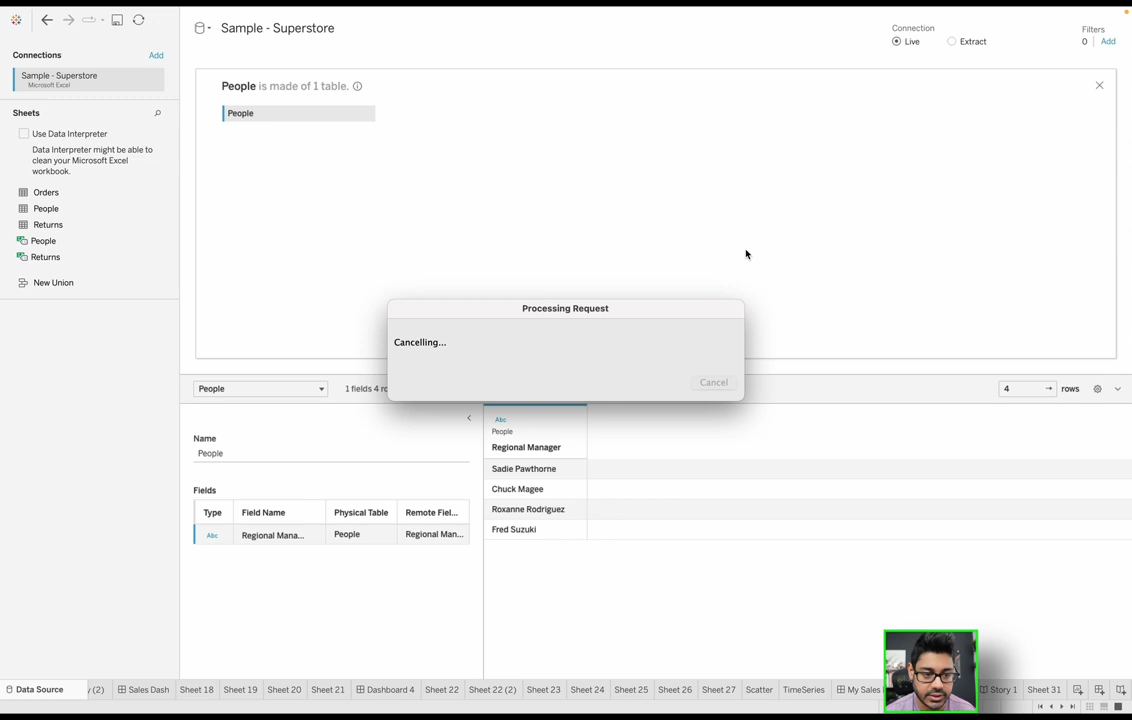 Sample - Superstore
Connection
Live
Extract
Filters
0 | Add
Connections
Add
Sample - Superstore
Microsoft Excel
Sheets
Use Data Interpreter
Data Interpreter might be able to
clean your Microsoft Excel
workbook.
Orders
People
Returns
People
Returns
New Union
People is made of 1 table.
People
Processing Request
Cancelling...
Cancel
People
1 fields 4 ro
4
rows
Name
People
Fields
Type
Field Name
Physical Table
Remote Fiel...
Abc
Regional Mana...
People
Regional Man...
Abc
People
Regional Manager
Sadie Pawthorne
Chuck Magee
Roxanne Rodriguez
Fred Suzuki
Data Source
(2)
Sales Dash
Sheet 18
Sheet 19
Sheet 20
Sheet 21
Dashboard 4
Sheet 22
Sheet 22 (2)
Sheet 23
Sheet 24
Sheet 25
Sheet 26
Sheet 27
Scatter
TimeSeries
My Sales
Story 1
Sheet 31